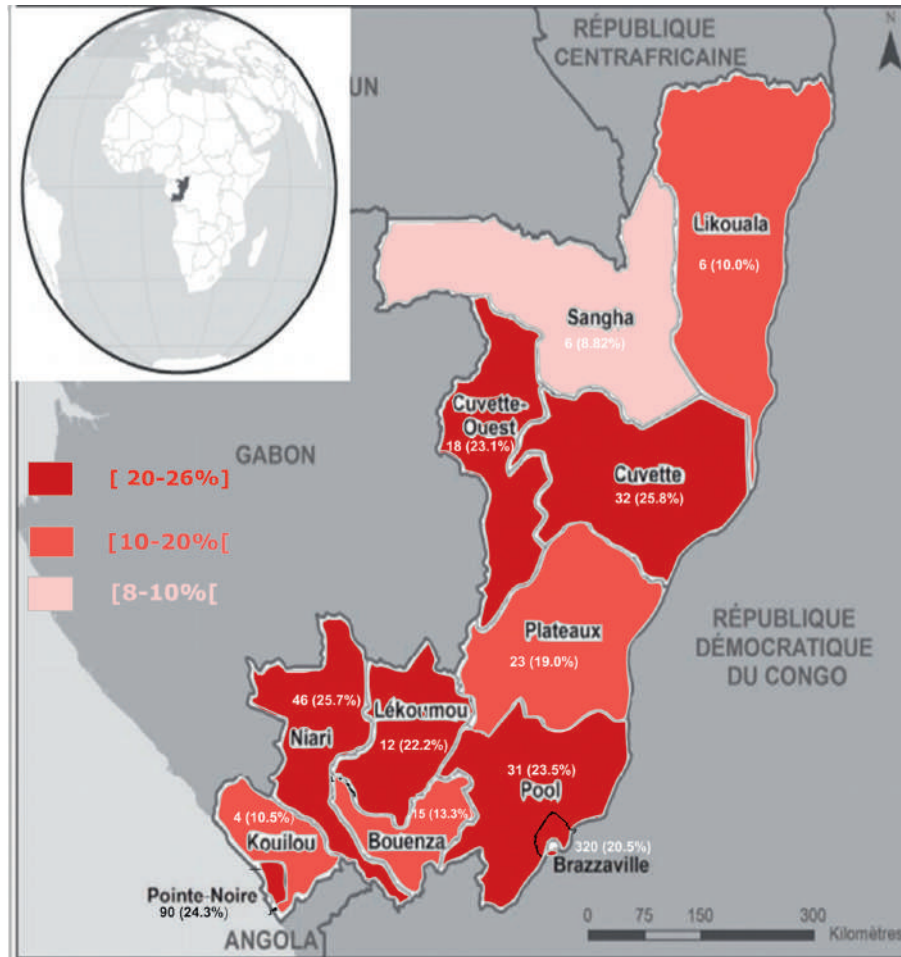 N
RÉPUBLIQUE
CENTRAFRICAINE
UN
Likouala
6 (10.0%)
Sangha
6 (8.82%)
Cuvette-
Ouest
18 (23.1%)
GABON
Cuvette
32 (25.8%)
[ 20-26%]
[10-20%[
[8-10%[
Plateaux
23 (19.0%)
RÉPUBLIQUE
DÉMOCRATIQUE
DU CONGO
46 (25.7%)
Niari
Lékoumou
12 (22.2%)
31 (23.5%)
Pool
4 (10.5%)
Kouilou
15 (13.3%)
Bouenza
320 (20.5%)
Brazzaville
Pointe-Noire
90 (24.3%)
ANGOLA
0 75 150 300
Kilomètres